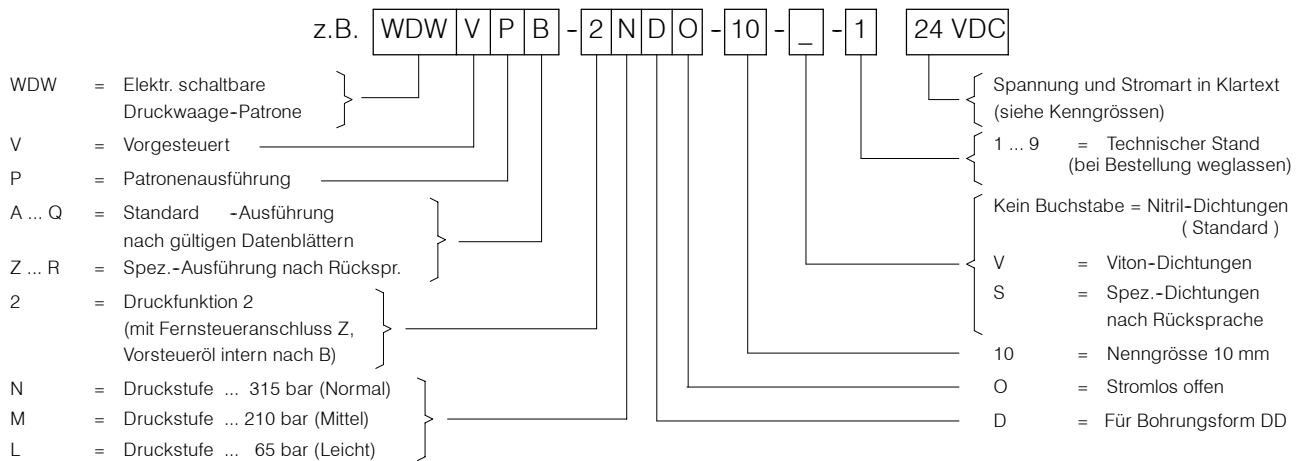 z.B. WDW V P B - 2 N D O - 10 - _ - 1 24 VDC
WDW = Elektr. schaltbare
Druckwaage-Patrone
V = Vorgesteuert
P = Patronenausführung
A ... Q = Standard -Ausführung
nach gültigen Datenblättern
Z ... R = Spez.-Ausführung nach Rückspr.
2 = Druckfunktion 2
(mit Fernsteueranschluss Z,
Vorsteueröl intern nach B)
N = Druckstufe ... 315 bar (Normal)
M = Druckstufe ... 210 bar (Mittel)
L = Druckstufe ... 65 bar (Leicht)
Spannung und Stromart in Klartext
(siehe Kenngrössen)
1 ... 9 = Technischer Stand
(bei Bestellung weglassen)
Kein Buchstabe = Nitril-Dichtungen
( Standard )
V = Viton-Dichtungen
S = Spez.-Dichtungen
nach Rücksprache
10 = Nenngrösse 10 mm
O = Stromlos offen
D = Für Bohrungsform DD